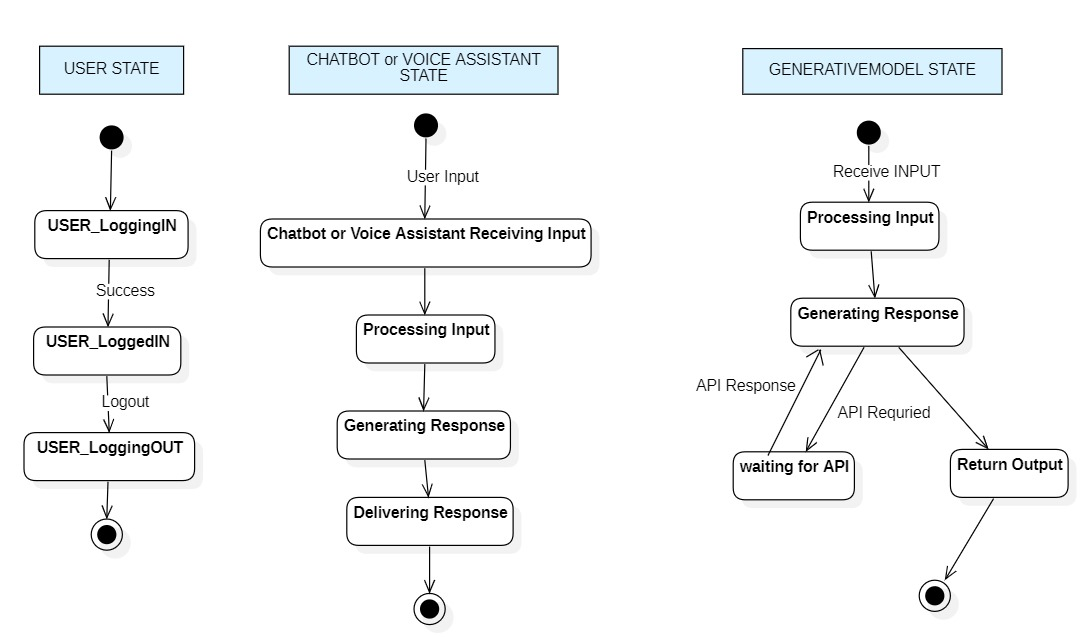 USER STATE
USER_LoggingIN
Success
USER_LoggedIN
Logout
USER_LoggingOUT
CHATBOT or VOICE ASSISTANT
STATE
User Input
Chatbot or Voice Assistant Receiving Input
Processing Input
Generating Response
Delivering Response
GENERATIVEMODEL STATE
Receive INPUT
Processing Input
Generating Response
API Response
API Requried
waiting for API
Return Output